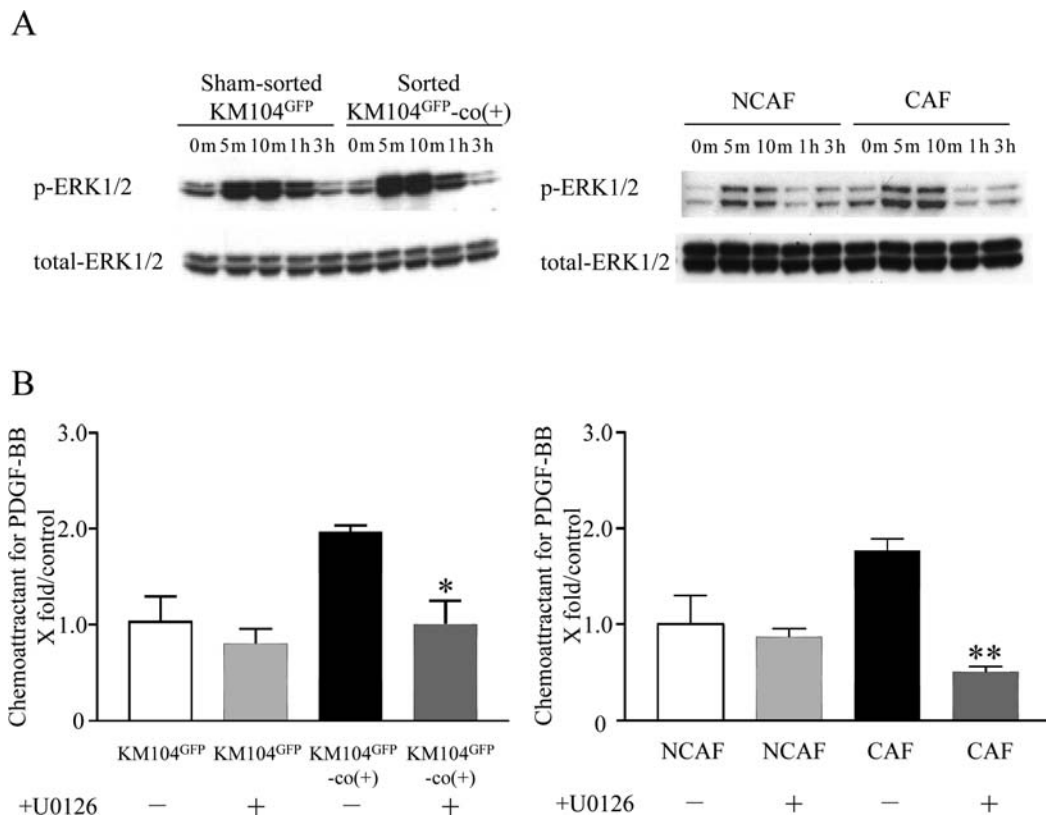 A
Sham-sorted
KM104GFP
Sorted
KM104GFP-co(+)
0m 5m 10m 1h 3h 0m 5m 10m 1h 3h
p-ERK1/2
total-ERK1/2
NCAF CAF
0m 5m 10m 1h 3h 0m 5m 10m 1h 3h
p-ERK1/2
total-ERK1/2
B
Chemoattractant for PDGF-BB
X fold/control
3.0
2.0
1.0
0
*
KM104GFP KM104GFP KM104GFP
-co(+) KM104GFP
-co(+)
+U0126 − + − +
Chemoattractant for PDGF-BB
X fold/control
3.0
2.0
1.0
0
**
NCAF NCAF CAF CAF
+U0126 − + − +